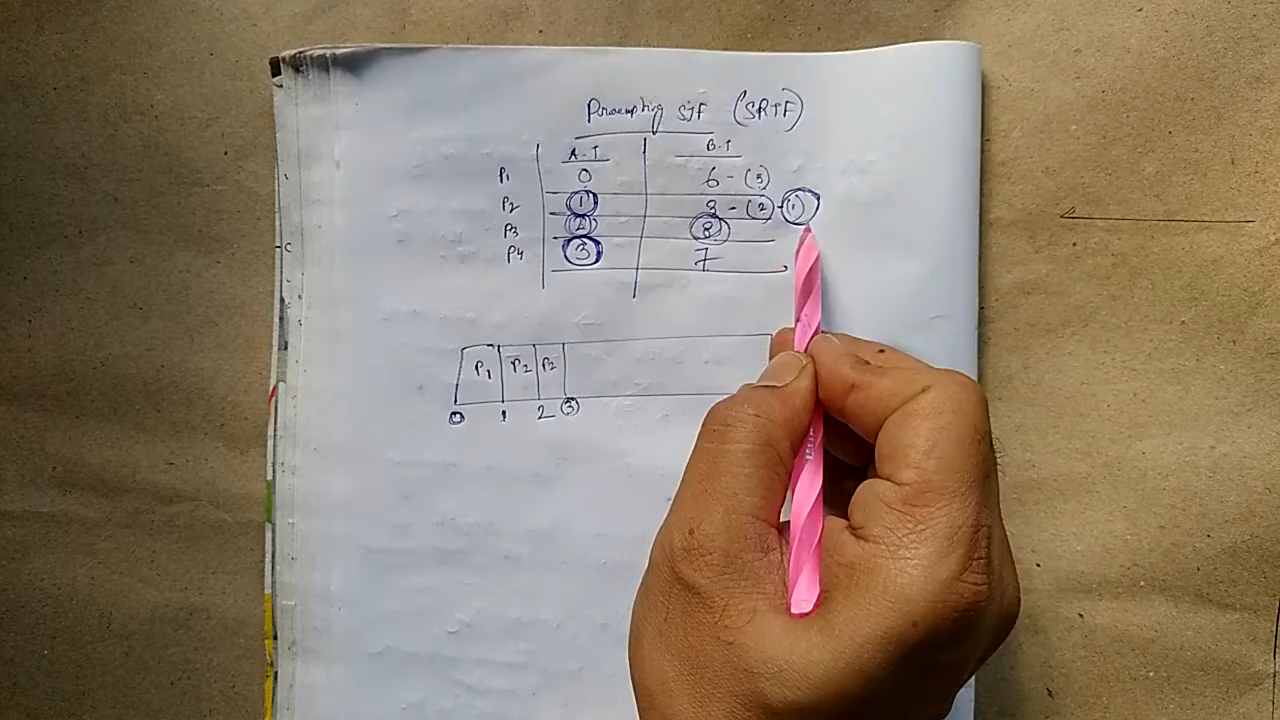 Preempting SJF (SRTF)
A.T B.T
P1 0 6 - (5)
P2 1 3 - (2) - (1)
P3 2 8
P4 3 7
P1 P2 P2
0 1 2 3